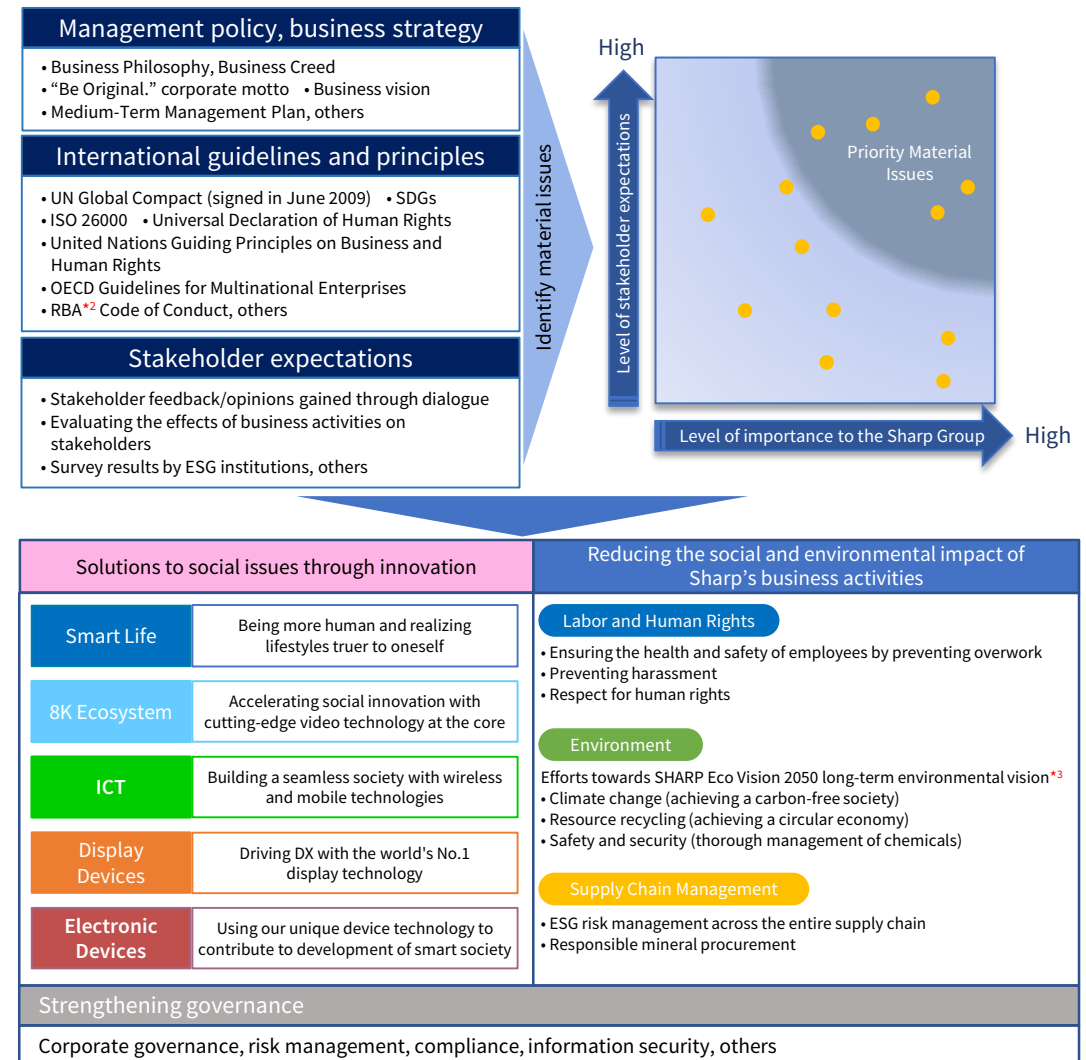 Management policy, business strategy
• Business Philosophy, Business Creed
• “Be Original.” corporate motto • Business vision
• Medium-Term Management Plan, others
International guidelines and principles
• UN Global Compact (signed in June 2009) • SDGs
• ISO 26000 • Universal Declaration of Human Rights
• United Nations Guiding Principles on Business and
Human Rights
• OECD Guidelines for Multinational Enterprises
• RBA*2 Code of Conduct, others
Stakeholder expectations
• Stakeholder feedback/opinions gained through dialogue
• Evaluating the effects of business activities on
stakeholders
• Survey results by ESG institutions, others
Identify material issues
High
Level of stakeholder expectations
Priority Material
Issues
Level of importance to the Sharp Group
High
Solutions to social issues through innovation
Smart Life
Being more human and realizing
lifestyles truer to oneself
8K Ecosystem
Accelerating social innovation with
cutting-edge video technology at the core
ICT
Building a seamless society with wireless
and mobile technologies
Display
Devices
Driving DX with the world's No.1
display technology
Electronic
Devices
Using our unique device technology to
contribute to development of smart society
Reducing the social and environmental impact of
Sharp’s business activities
Labor and Human Rights
• Ensuring the health and safety of employees by preventing overwork
• Preventing harassment
• Respect for human rights
Environment
Efforts towards SHARP Eco Vision 2050 long-term environmental vision*3
• Climate change (achieving a carbon-free society)
• Resource recycling (achieving a circular economy)
• Safety and security (thorough management of chemicals)
Supply Chain Management
• ESG risk management across the entire supply chain
• Responsible mineral procurement
Strengthening governance
Corporate governance, risk management, compliance, information security, others